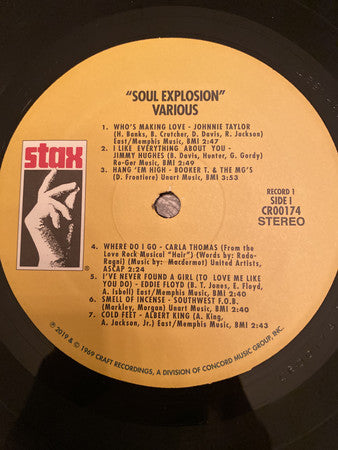 "SOUL EXPLOSION"
VARIOUS
1. WHO'S MAKING LOVE - JOHNNIE TAYLOR
(H. Banks, B. Crutcher, D. Davis, R. Jackson)
East/Memphis Music, BMI 2:47
2. I LIKE EVERYTHING ABOUT YOU -
JIMMY HUGHES (B. Davis, Hunter, G. Gordy)
Ro-Ger Music, BMI 2:49
3. HANG 'EM HIGH - BOOKER T. & THE MG'S
(D. Frontiere) Unart Music, BMI 3:53
stax
®
RECORD 1
SIDE 1
CR00174
STEREO
4. WHERE DO I GO - CARLA THOMAS (From the
Love Rock Musical "Hair") (Words by: Rado-
Ragni) (Music by: Macdermot) United Artists,
ASCAP 2:24
5. I'VE NEVER FOUND A GIRL (TO LOVE ME LIKE
YOU DO) - EDDIE FLOYD (B. T. Jones, E. Floyd,
A. Isbell) East/Memphis Music, BMI 2:40
6. SMELL OF INCENSE - SOUTHWEST F.O.B.
(Markley, Morgan) Unart Music, BMI 2:40
7. COLD FEET - ALBERT KING (A. King,
A. Jackson, Jr.) East/Memphis Music, BMI 2:43
℗ 2019 & © 1969 CRAFT RECORDINGS, A DIVISION OF CONCORD MUSIC GROUP, INC.